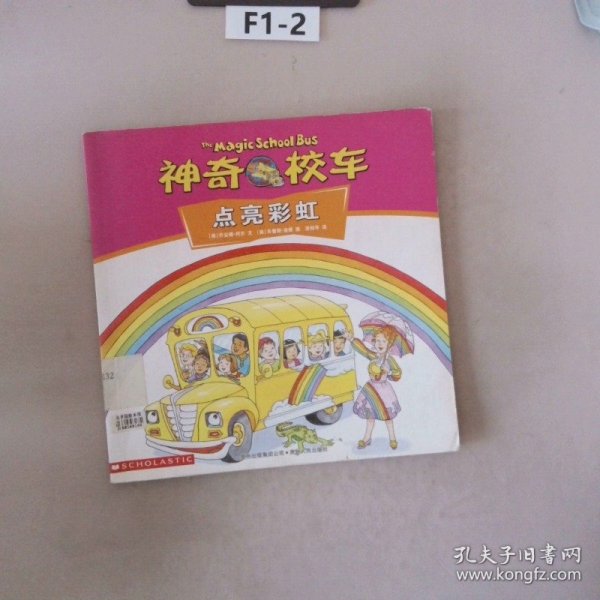 F1-2
The Magic School Bus
神奇校车
点亮彩虹
SCHOLASTIC
孔夫子旧书网
www.kongfz.com